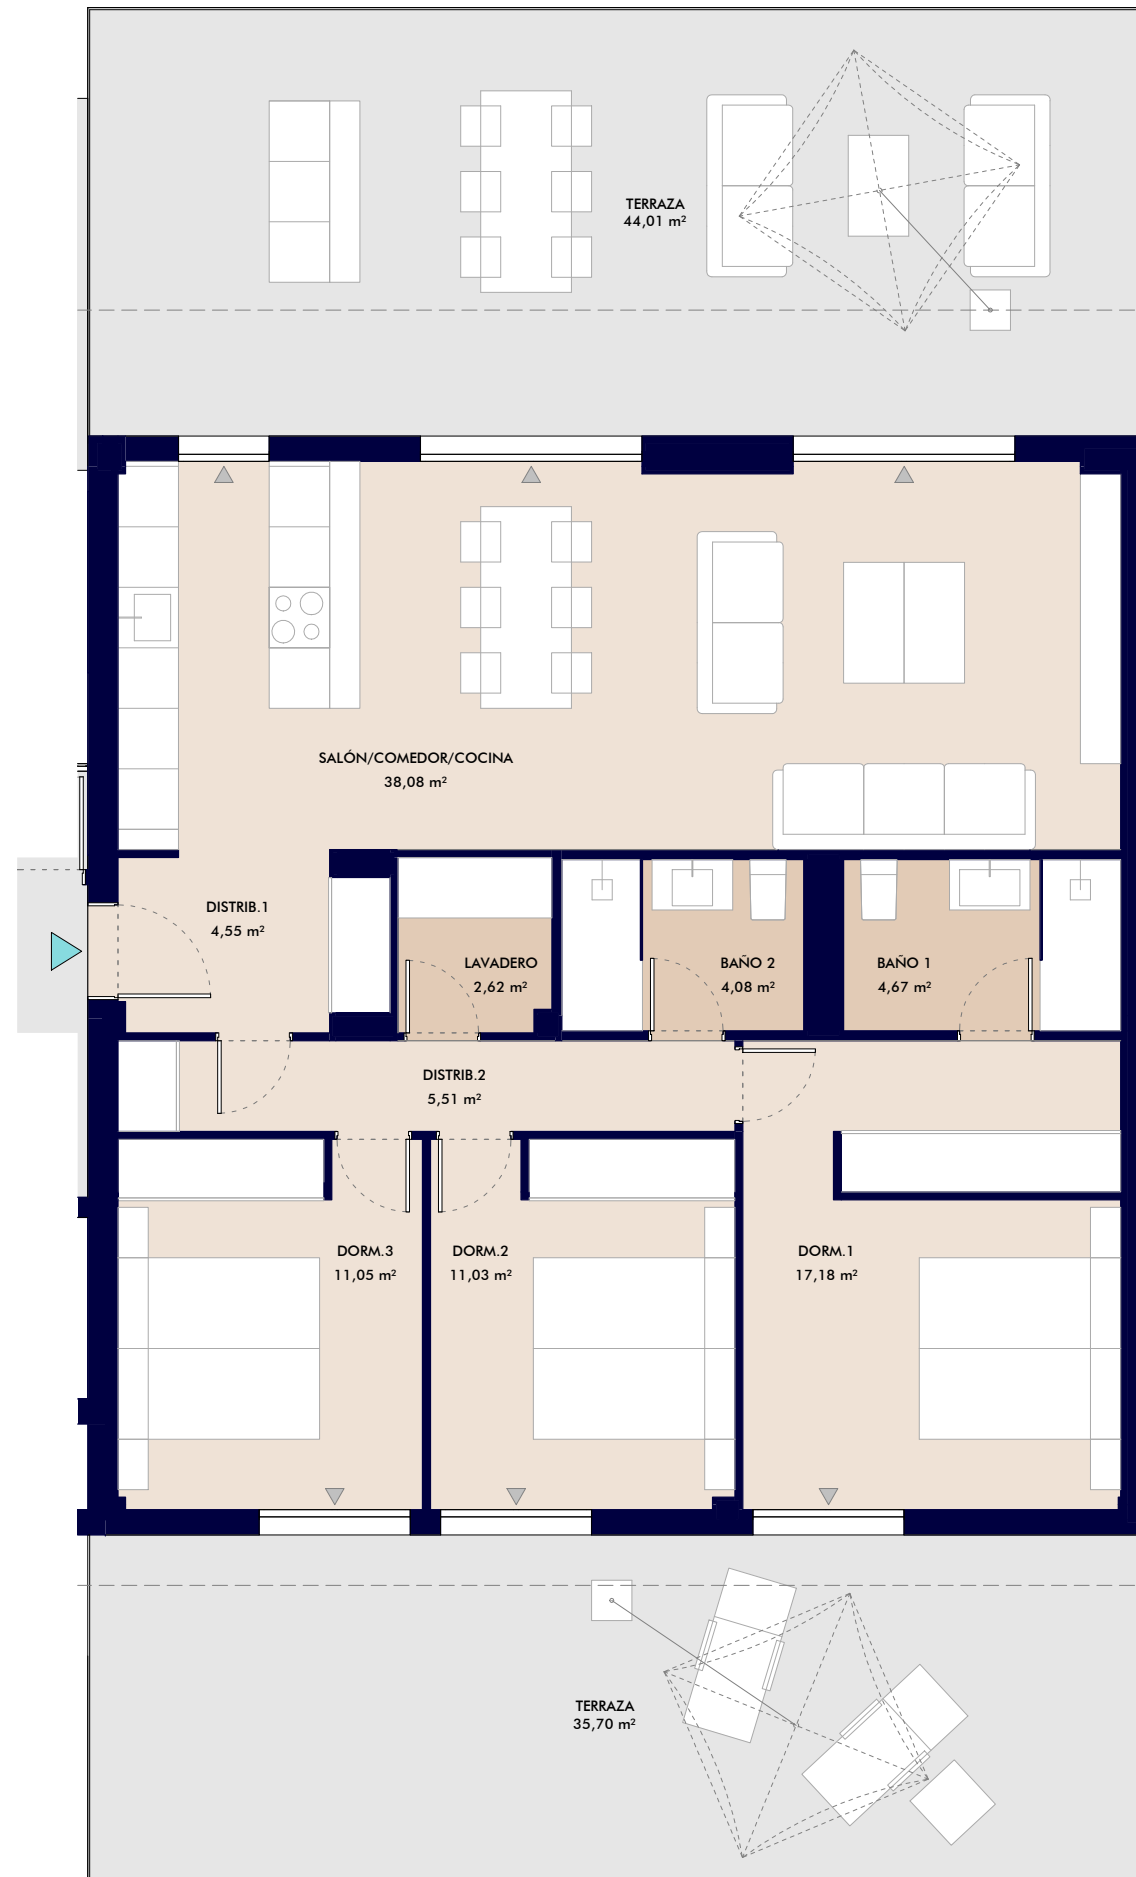 TERRAZA
44,01 m²
SALÓN/COMEDOR/COCINA
38,08 m²
DISTRIB.1
4,55 m²
LAVADERO
2,62 m²
BAÑO 2
4,08 m²
BAÑO 1
4,67 m²
DISTRIB.2
5,51 m²
DORM.3
11,05 m²
DORM.2
11,03 m²
DORM.1
17,18 m²
TERRAZA
35,70 m²